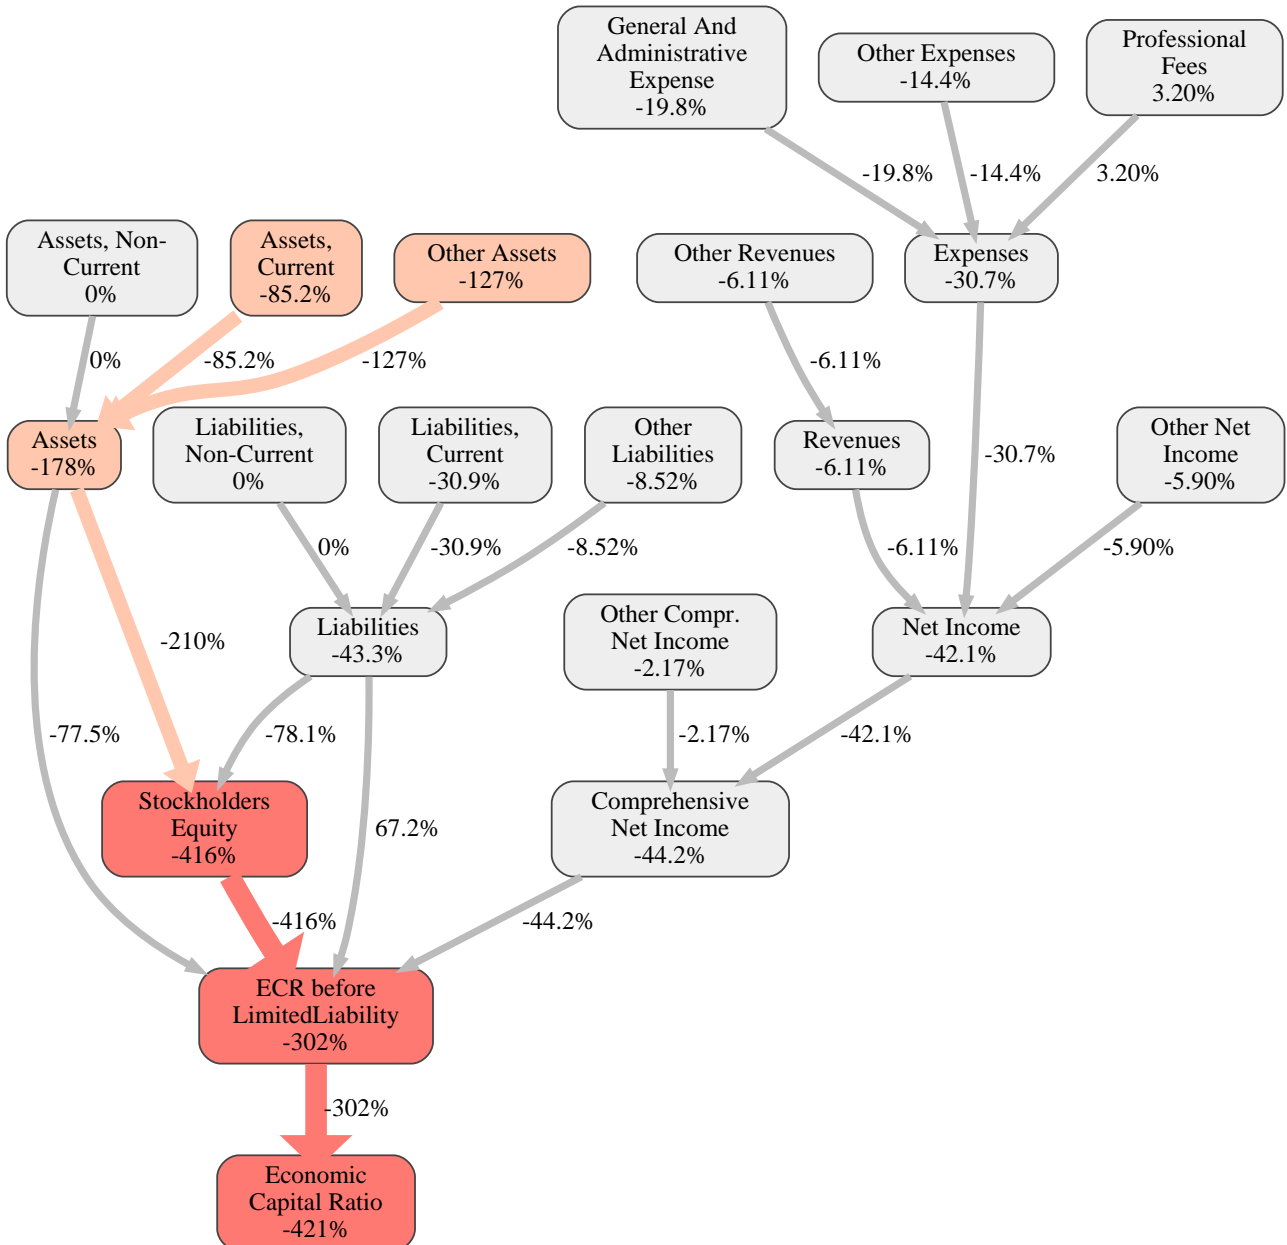 General And
Administrative
Expense
-19.8%
Other Expenses
-14.4%
Professional
Fees
3.20%
-19.8%
-14.4%
3.20%
Assets, Non-
Current
0%
Assets,
Current
-85.2%
Other Assets
-127%
Other Revenues
-6.11%
Expenses
-30.7%
0%
-85.2%
-127%
-6.11%
Assets
-178%
Liabilities,
Non-Current
0%
Liabilities,
Current
-30.9%
Other
Liabilities
-8.52%
Revenues
-6.11%
-30.7%
Other Net
Income
-5.90%
0%
-30.9%
-8.52%
-6.11%
-5.90%
-210%
Liabilities
-43.3%
Other Compr.
Net Income
-2.17%
Net Income
-42.1%
-77.5%
-78.1%
-2.17%
-42.1%
Stockholders
Equity
-416%
67.2%
Comprehensive
Net Income
-44.2%
-416%
-44.2%
ECR before
LimitedLiability
-302%
-302%
Economic
Capital Ratio
-421%